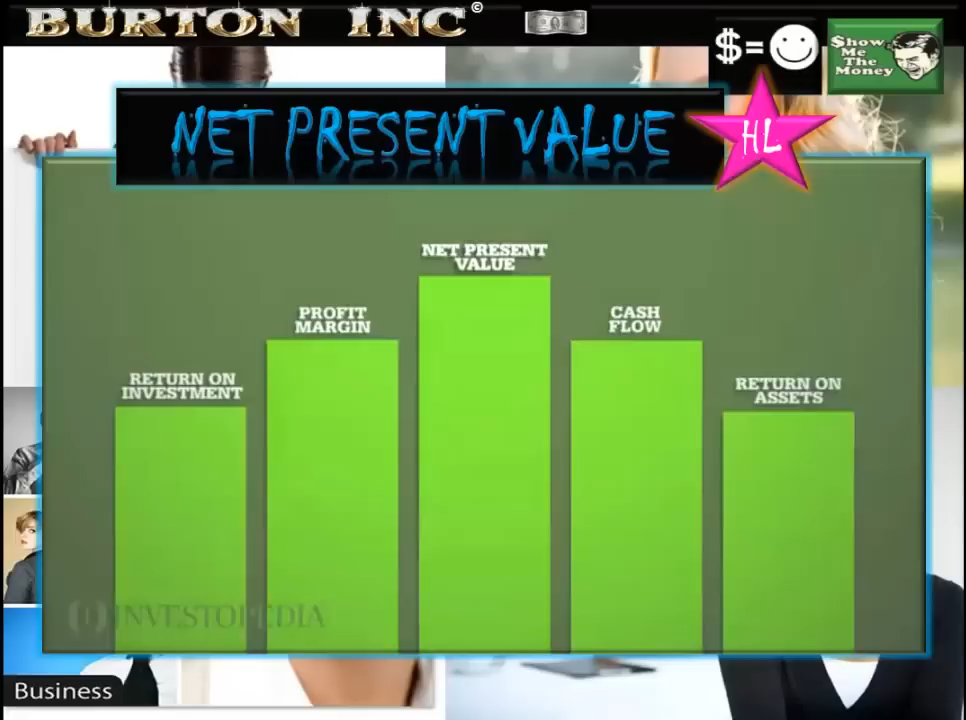 BURTON INC©
$=
Show
Me
The
Money
NET PRESENT VALUE
HL
NET PRESENT
VALUE
PROFIT
MARGIN
CASH
FLOW
RETURN ON
INVESTMENT
RETURN ON
ASSETS
INVESTOPEDIA
Business